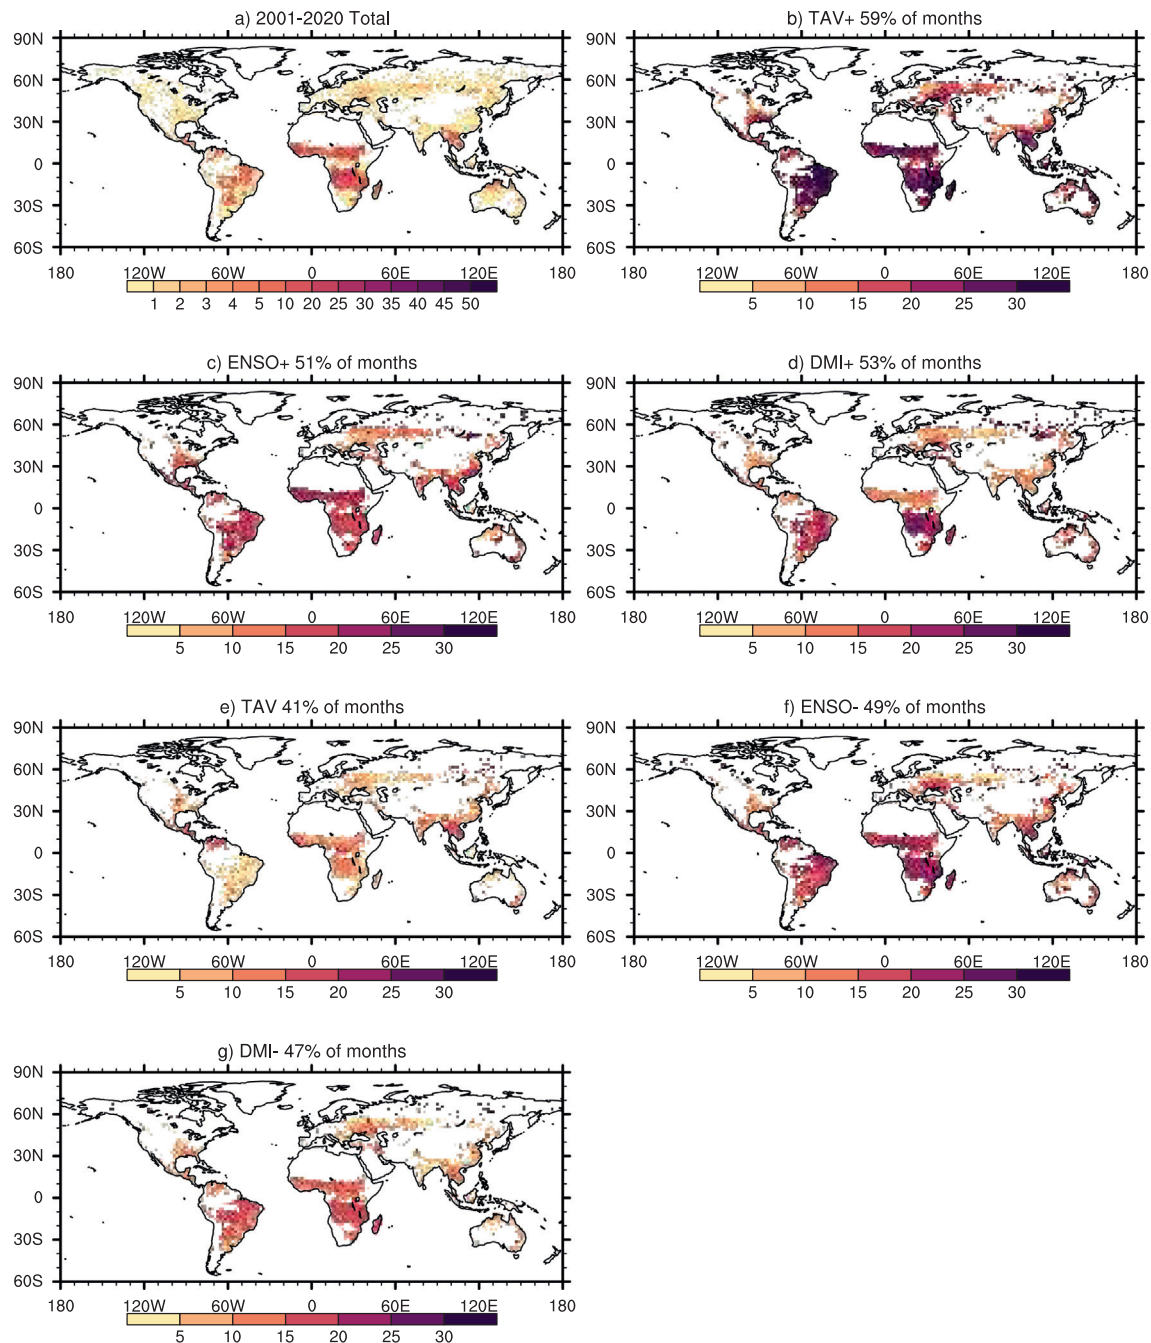 a) 2001-2020 Total
b) TAV+ 59% of months
90N
60N
30N
0
30S
60S
180 120W 60W 0 60E 120E 180
1 2 3 4 5 10 20 25 30 35 40 45 50
90N
60N
30N
0
30S
60S
180 120W 60W 0 60E 120E 180
5 10 15 20 25 30
c) ENSO+ 51% of months
d) DMI+ 53% of months
90N
60N
30N
0
30S
60S
180 120W 60W 0 60E 120E 180
5 10 15 20 25 30
90N
60N
30N
0
30S
60S
180 120W 60W 0 60E 120E 180
5 10 15 20 25 30
e) TAV 41% of months
f) ENSO- 49% of months
90N
60N
30N
0
30S
60S
180 120W 60W 0 60E 120E 180
5 10 15 20 25 30
90N
60N
30N
0
30S
60S
180 120W 60W 0 60E 120E 180
5 10 15 20 25 30
g) DMI- 47% of months
90N
60N
30N
0
30S
60S
180 120W 60W 0 60E 120E 180
5 10 15 20 25 30